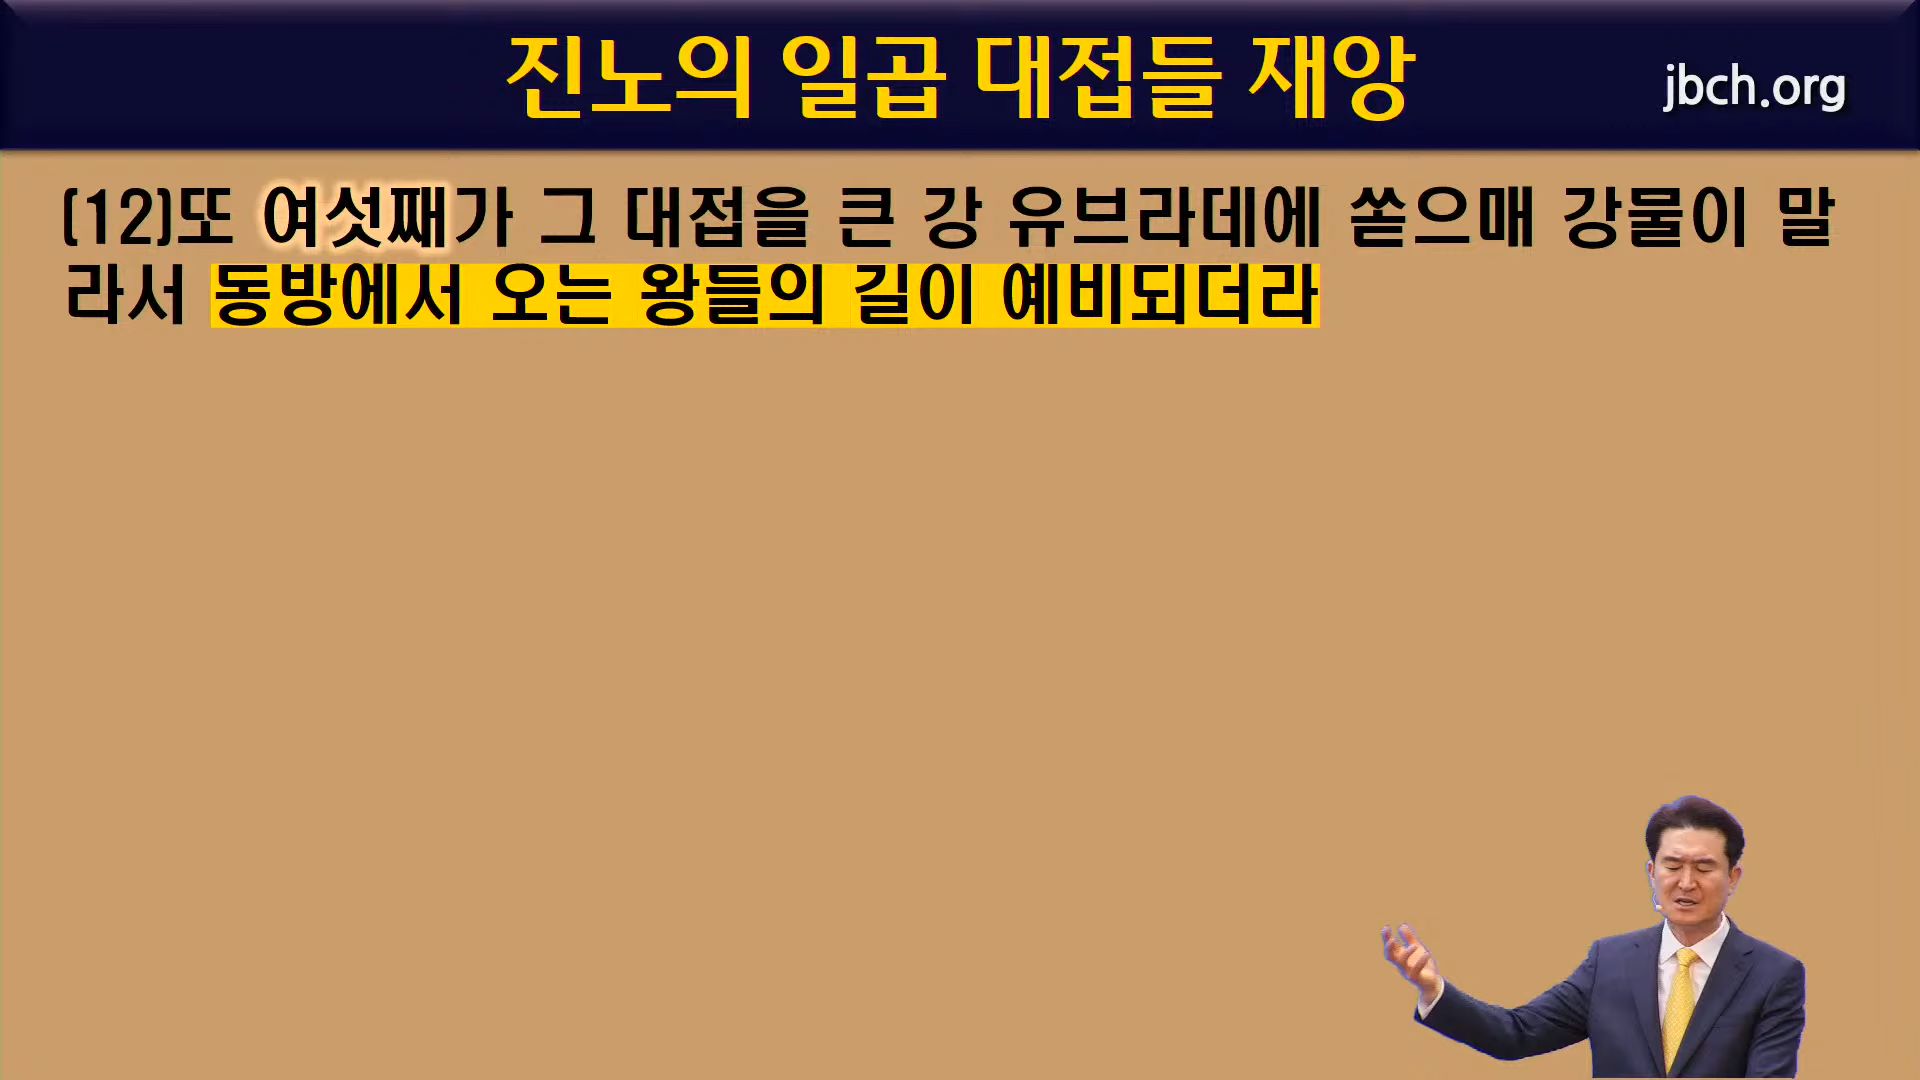 진노의 일곱 대접들 재앙
jbch.org
(12)또 여섯째가 그 대접을 큰 강 유브라데에 쏟으매 강물이 말
라서 동방에서 오는 왕들의 길이 예비되더라